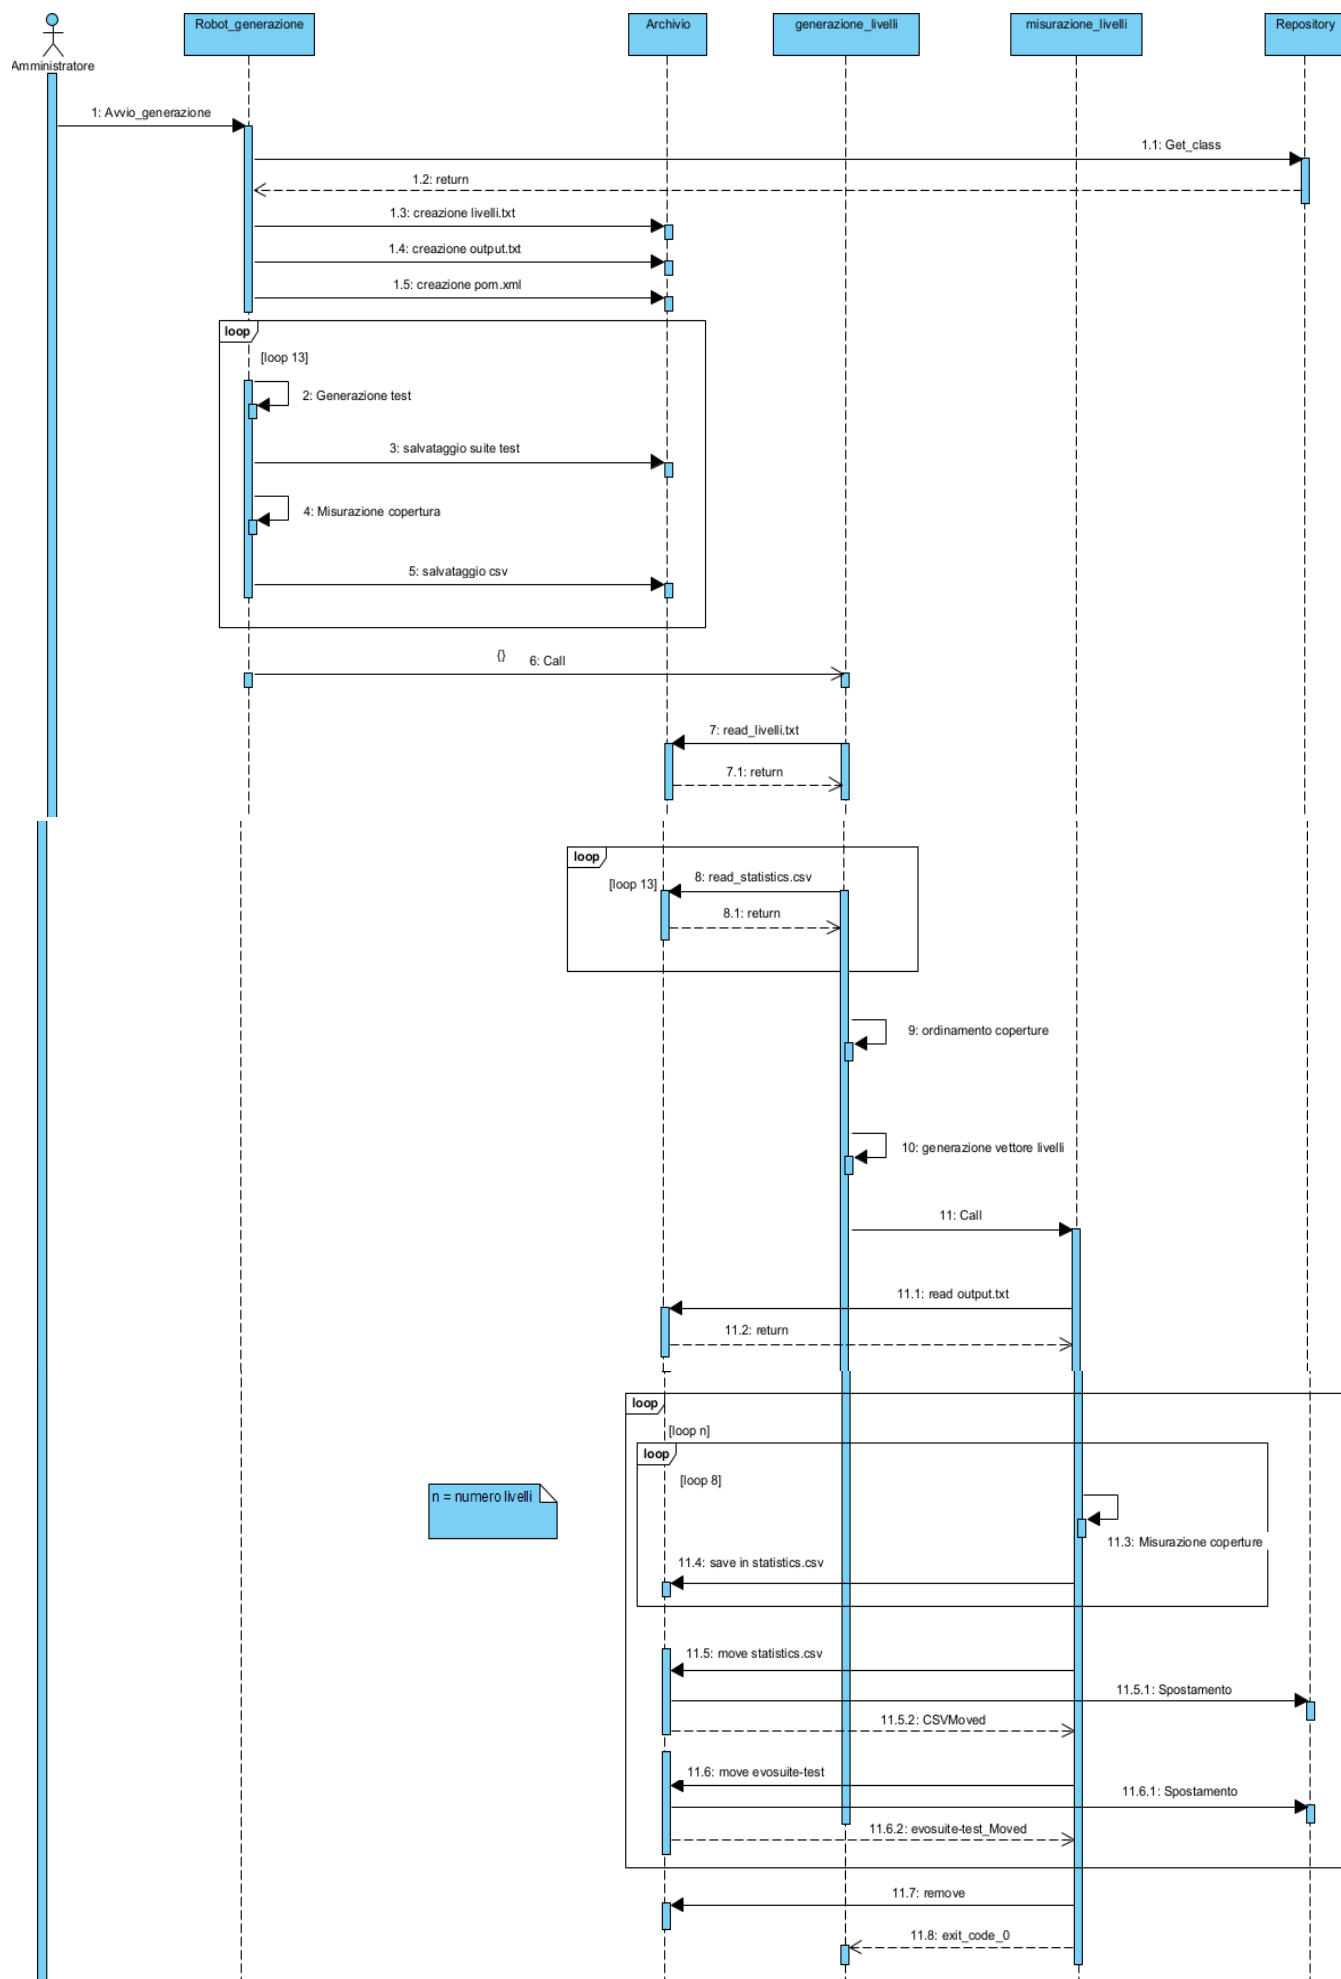 Robot_generazione
Archivio
generazione_livelli
misurazione_livelli
Repository
Amministratore
1: Avvio_generazione
1.1: Get_class
1.2: return
1.3: creazione livelli.txt
1.4: creazione output.txt
1.5: creazione pom.xml
loop
[loop 13]
2: Generazione test
3: salvataggio suite test
4: Misurazione copertura
5: salvataggio csv
{}
6: Call
7: read_livelli.txt
7.1: return
loop
[loop 13]
8: read_statistics.csv
8.1: return
9: ordinamento coperture
10: generazione vettore livelli
11: Call
11.1: read output.txt
11.2: return
loop
[loop n]
loop
[loop 8]
n = numero livelli
11.3: Misurazione coperture
11.4: save in statistics.csv
11.5: move statistics.csv
11.5.1: Spostamento
11.5.2: CSVMoved
11.6: move evosuite-test
11.6.1: Spostamento
11.6.2: evosuite-test_Moved
11.7: remove
11.8: exit_code_0